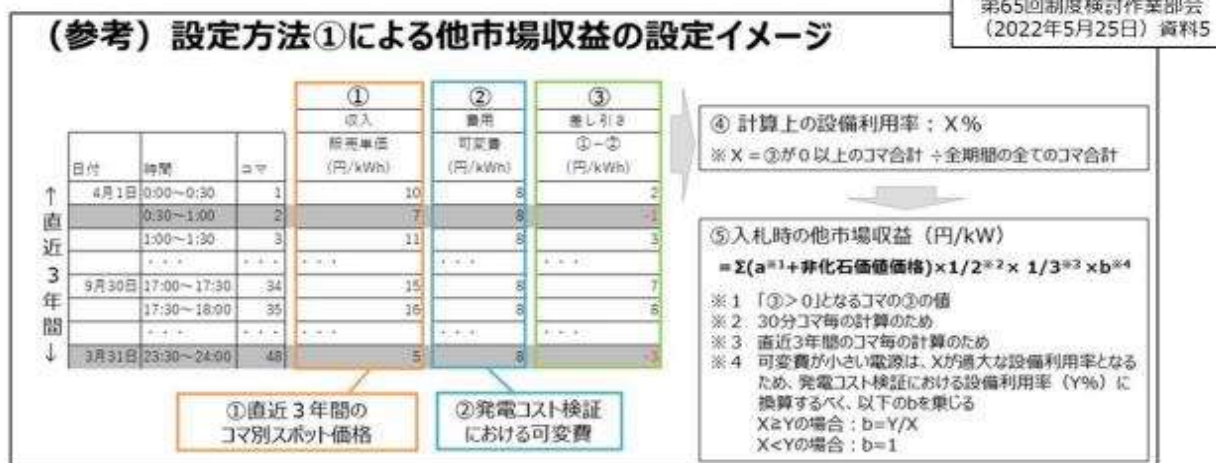 第65回制度検討作業部会
(2022年5月25日)資料5
(参考)設定方法①による他市場収益の設定イメージ
① ② ③
収入 費用 差し引き
販売単価 可変費 ①-②
日付 時間 コマ (円/kWh) (円/kWh) (円/kWh)
4月1日 0:00~0:30 1 10 8 2
0:30~1:00 2 7 8 -1
1:00~1:30 3 11 8 3
・・・ ・・・ ・・・ ・・・ ・・・
9月30日 17:00~17:30 34 15 8 7
17:30~18:00 35 16 8 8
・・・ ・・・ ・・・ ・・・ ・・・
3月31日 23:30~24:00 48 5 8 -3
↑直近3年間↓
①直近3年間の
コマ別スポット価格
②発電コスト検証
における可変費
④ 計算上の設備利用率:X%
※X=③が0以上のコマ合計÷全期間の全てのコマ合計
⑤入札時の他市場収益(円/kW)
=Σ(a※1+非化石価値価格)×1/2※2×1/3※3×b※4
※1 「③>0」となるコマの③の値
※2 30分コマ毎の計算のため
※3 直近3年間のコマ毎の計算のため
※4 可変費が小さい電源は、Xが過大な設備利用率となる
ため、発電コスト検証における設備利用率(Y%)に
換算するべく、以下のbを乗じる
X≥Yの場合:b=Y/X
X<Yの場合:b=1